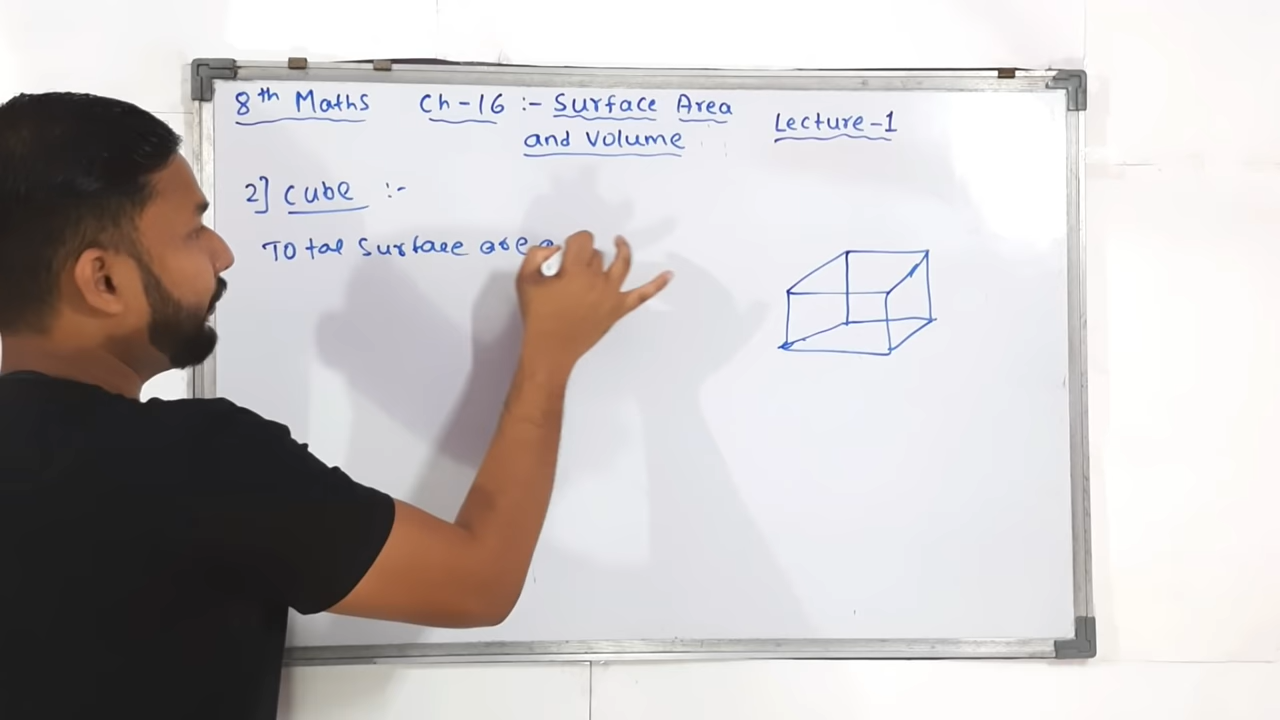 8th Maths Ch-16 :- Surface Area
and Volume
Lecture-1
2] Cube :-
Total Surface area